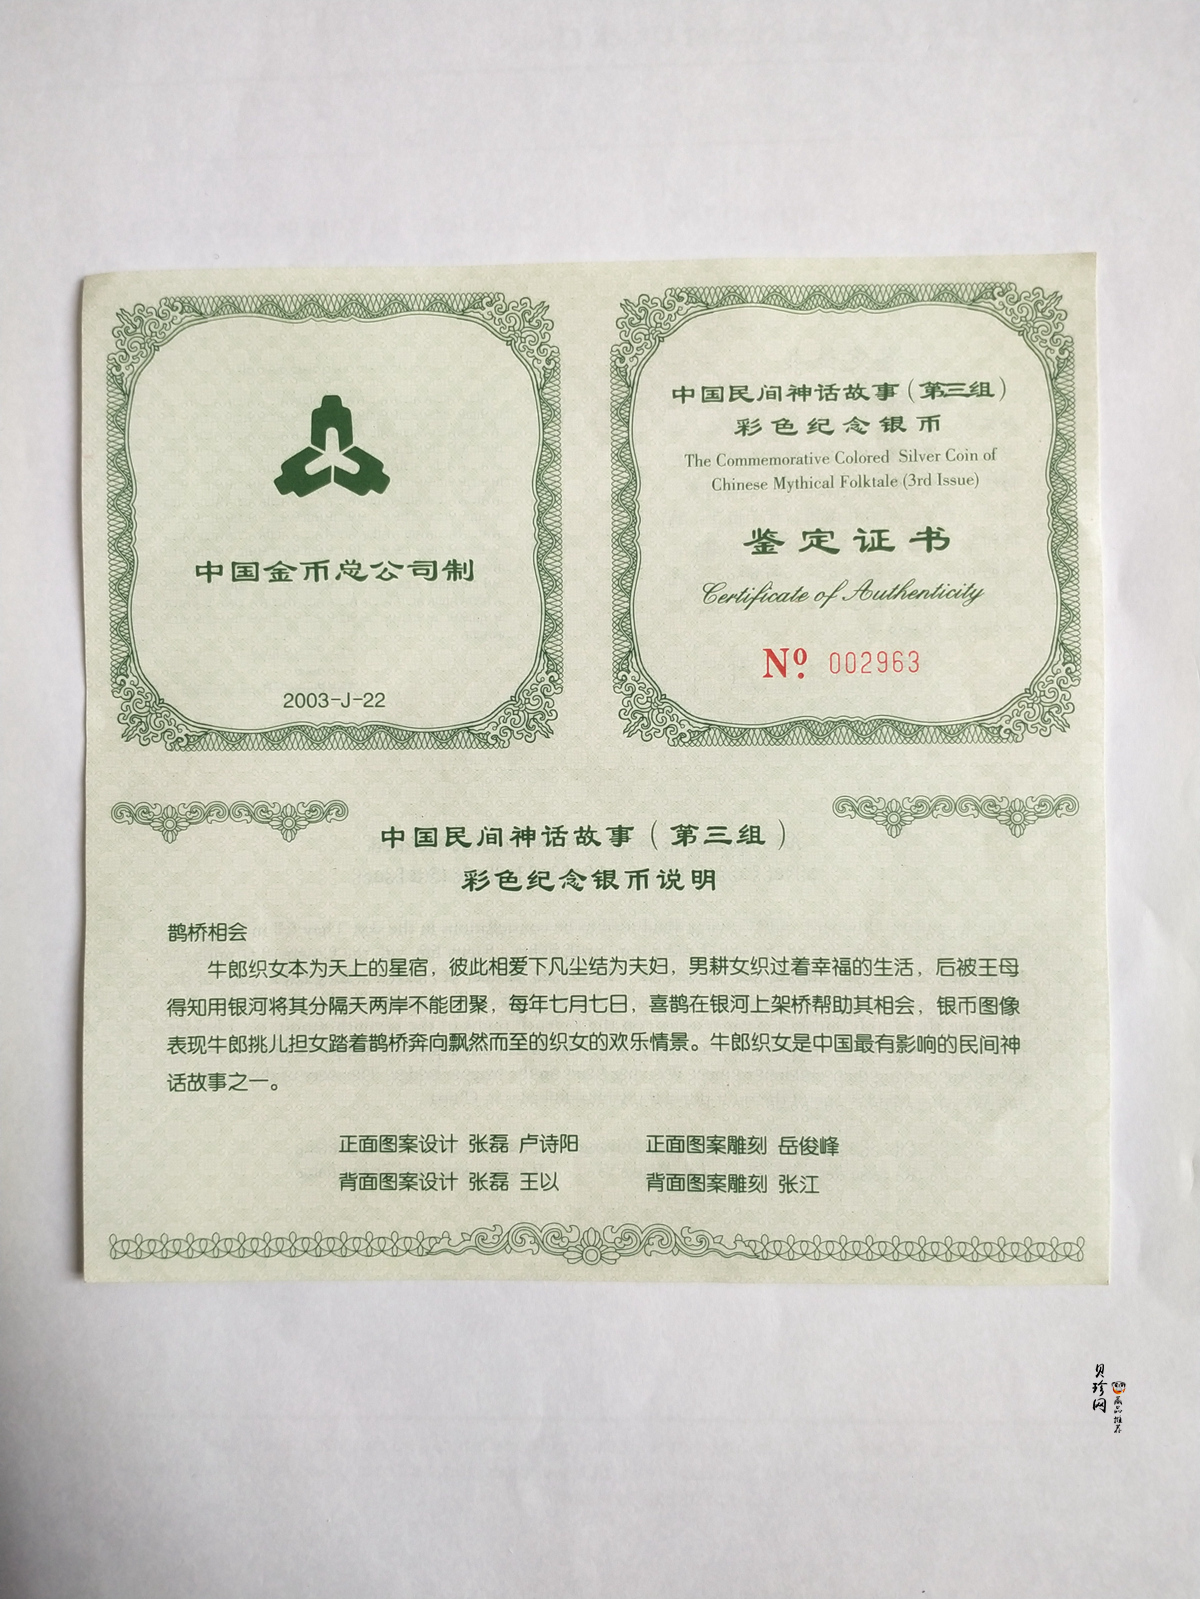 中国金币总公司制
2003-J-22
中国民间神话故事（第三组）
彩色纪念银币
The Commemorative Colored Silver Coin of
Chinese Mythical Folktale (3rd Issue)
鉴定证书
Certificate of Authenticity
Nº. 002963
中国民间神话故事（第三组）
彩色纪念银币说明
鹊桥相会
牛郎织女本为天上的星宿，彼此相爱下凡尘结为夫妇，男耕女织过着幸福的生活，后被王母
得知用银河将其分隔天两岸不能团聚，每年七月七日，喜鹊在银河上架桥帮助其相会，银币图像
表现牛郎挑儿担女踏着鹊桥奔向飘然而至的织女的欢乐情景。牛郎织女是中国最有影响的民间神
话故事之一。
正面图案设计 张磊 卢诗阳 正面图案雕刻 岳俊峰
背面图案设计 张磊 王以 背面图案雕刻 张江
贝珍网
藏品推荐